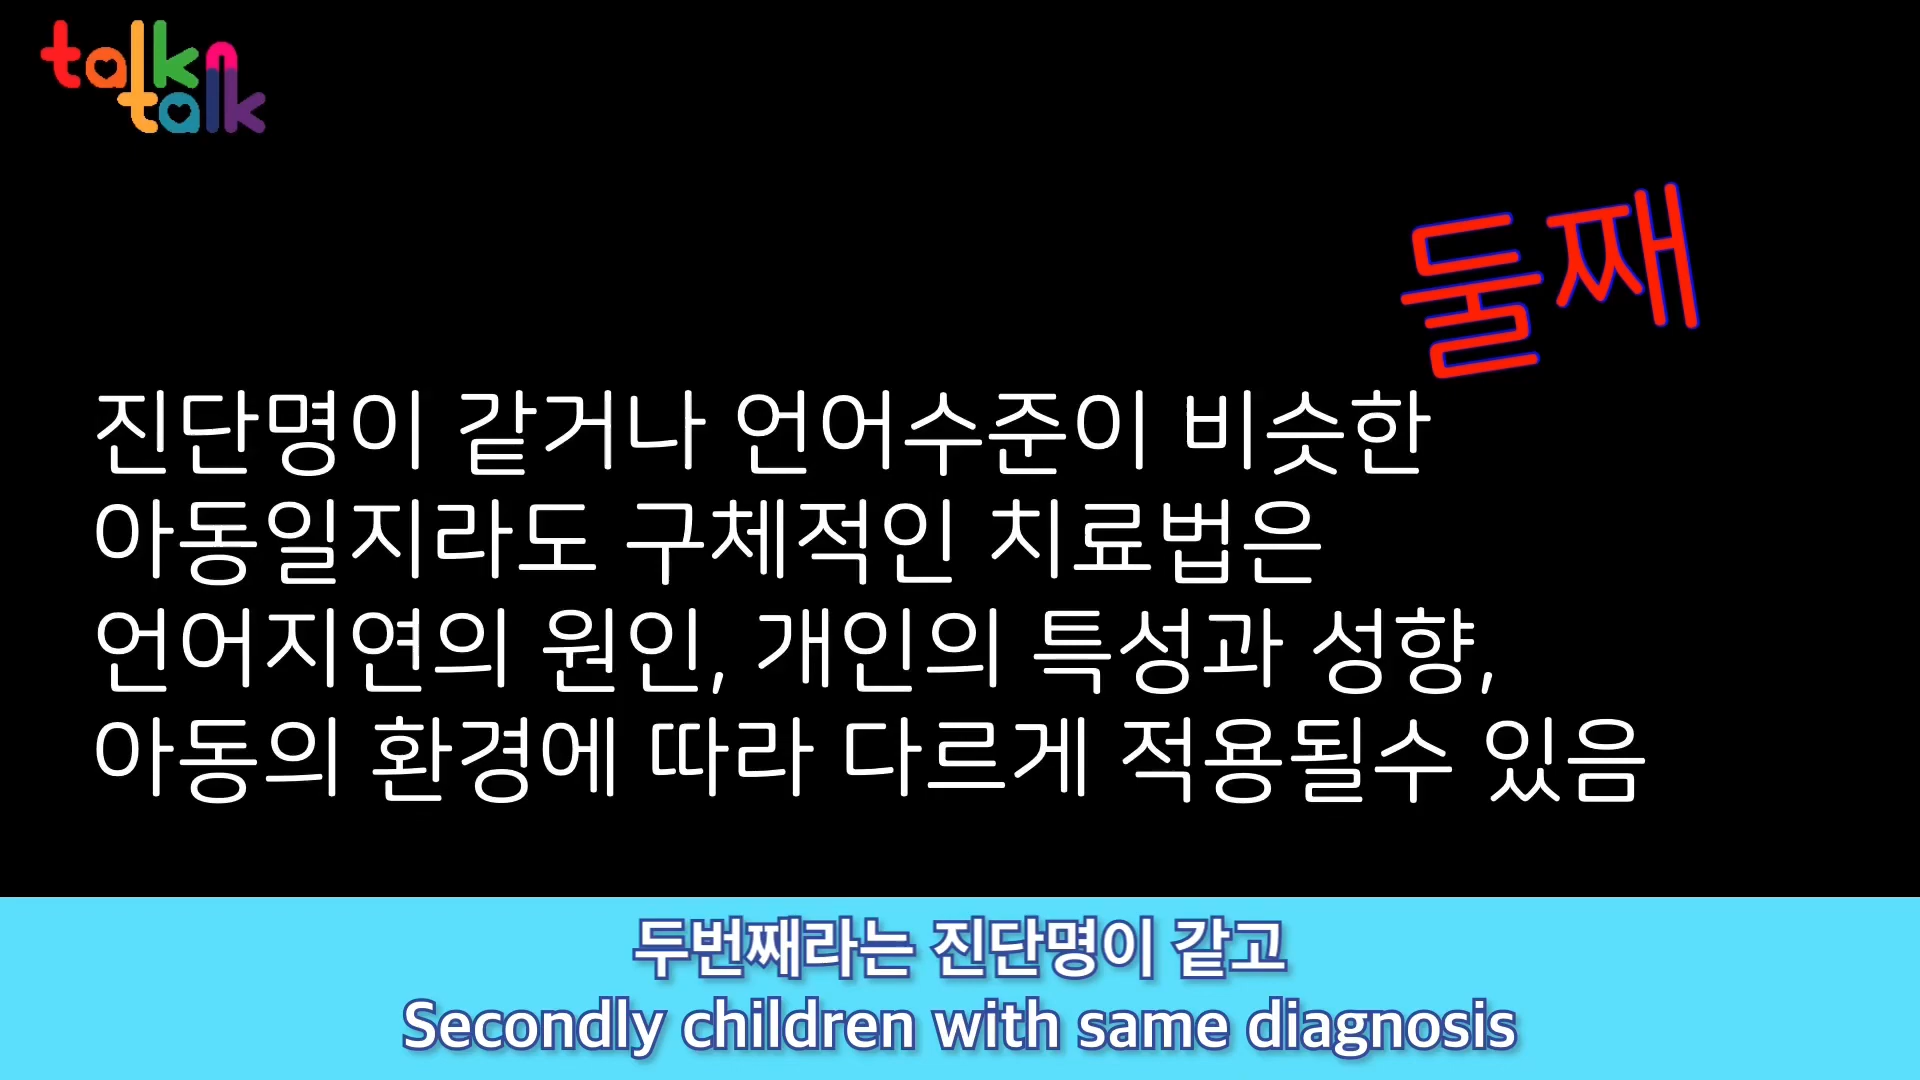 talk n
talk
둘째
진단명이 같거나 언어수준이 비슷한
아동일지라도 구체적인 치료법은
언어지연의 원인, 개인의 특성과 성향,
아동의 환경에 따라 다르게 적용될수 있음
두번째라는 진단명이 같고
Secondly children with same diagnosis